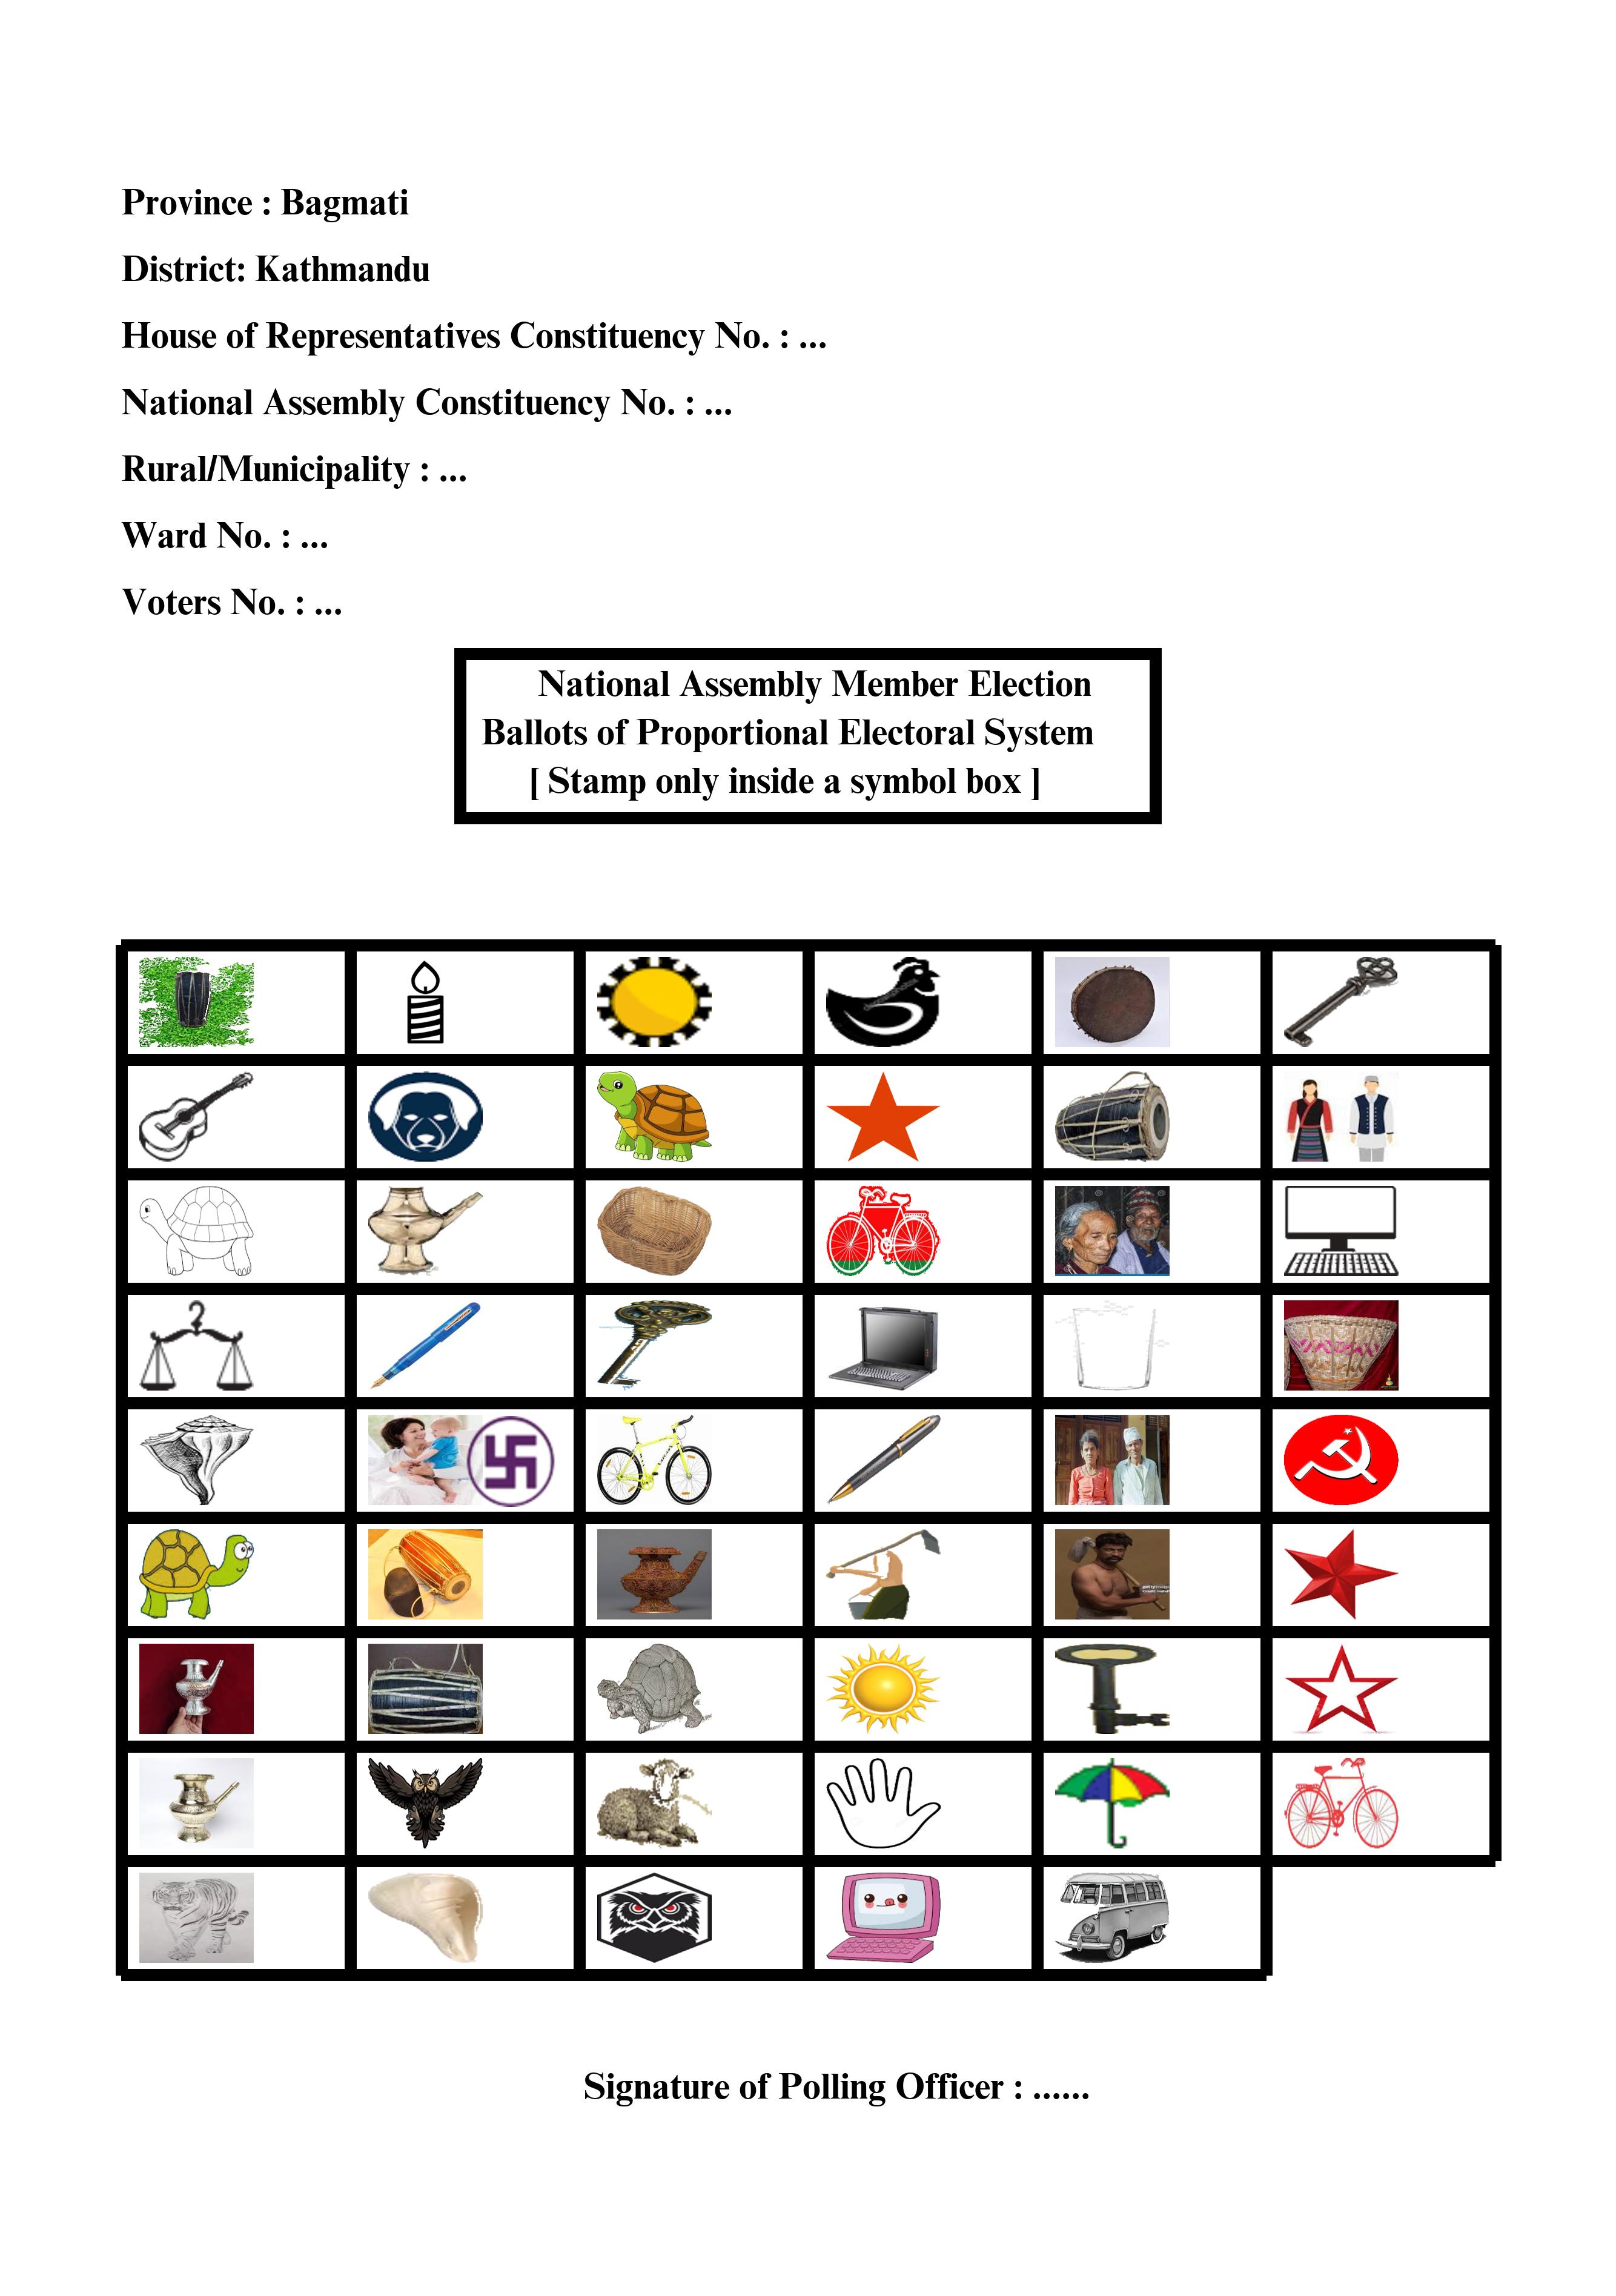 Province : Bagmati
District: Kathmandu
House of Representatives Constituency No. : ...
National Assembly Constituency No. : ...
Rural/Municipality : ...
Ward No. : ...
Voters No. : ...
National Assembly Member Election
Ballots of Proportional Electoral System
[ Stamp only inside a symbol box ]
Signature of Polling Officer : ......